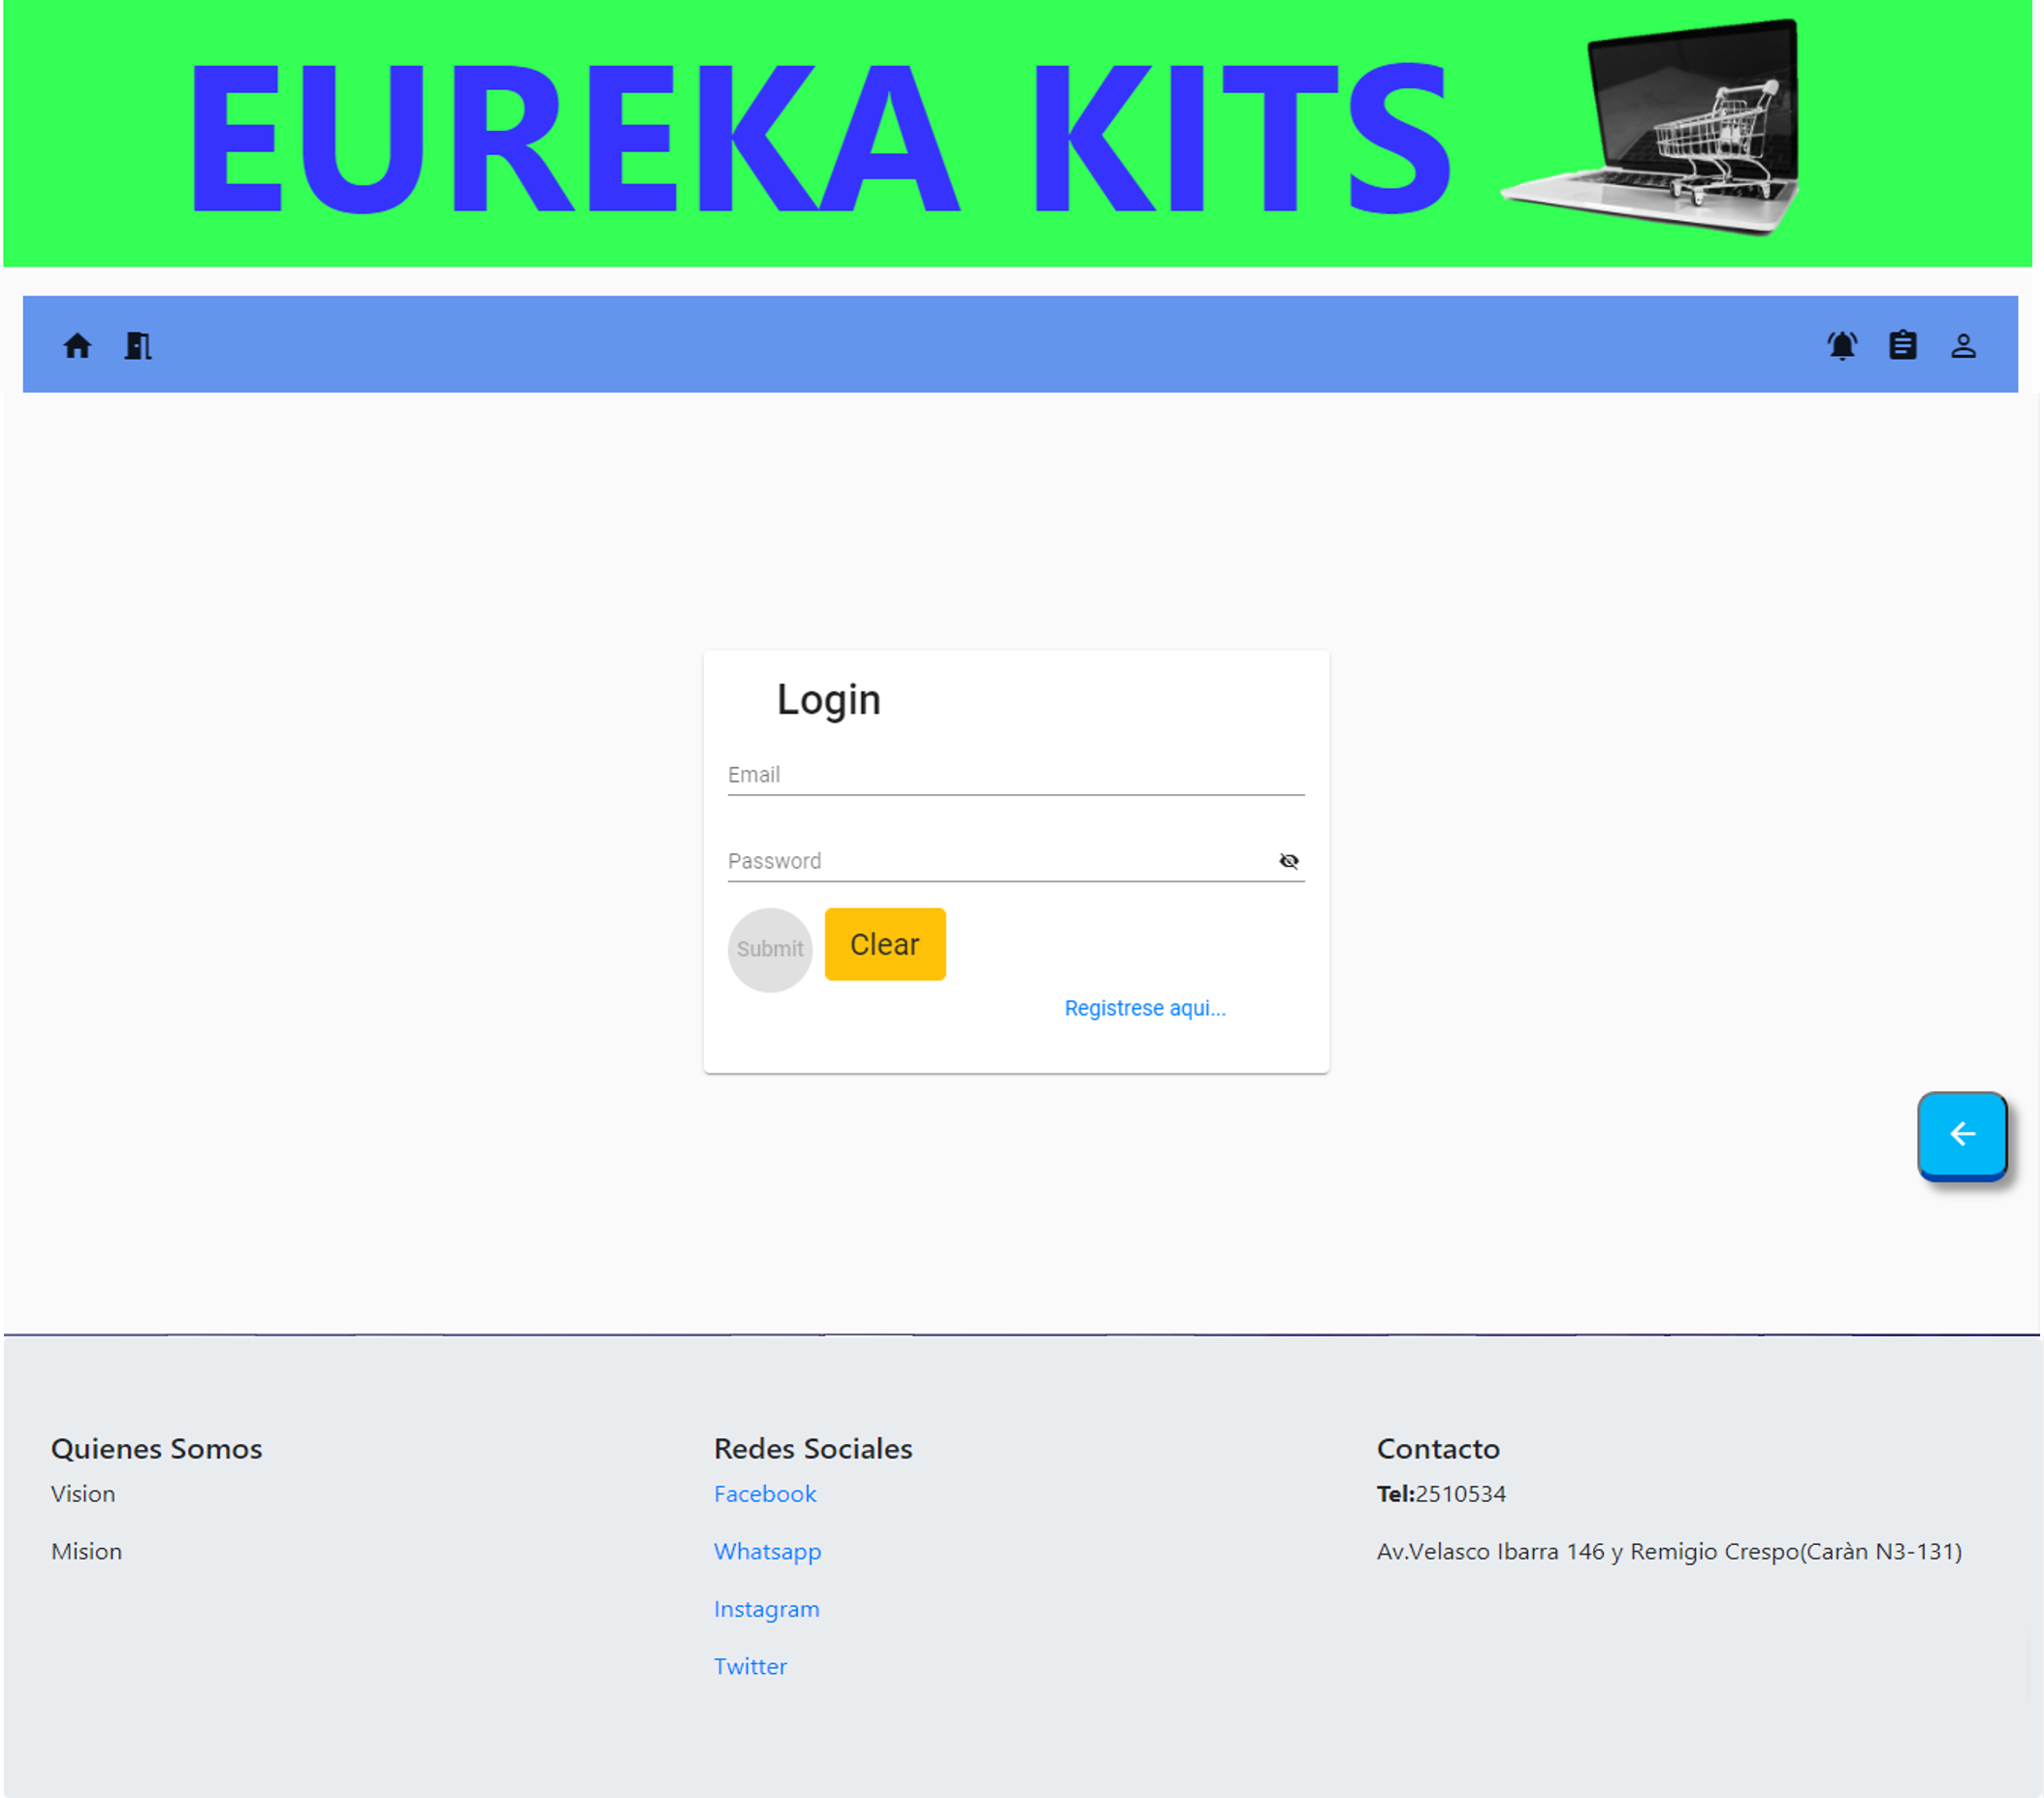 EUREKA KITS
Login
Email
Password
Submit
Clear
Registrese aqui...
Quienes Somos
Vision
Mision
Redes Sociales
Facebook
Whatsapp
Instagram
Twitter
Contacto
Tel:2510534
Av.Velasco Ibarra 146 y Remigio Crespo(Caràn N3-131)